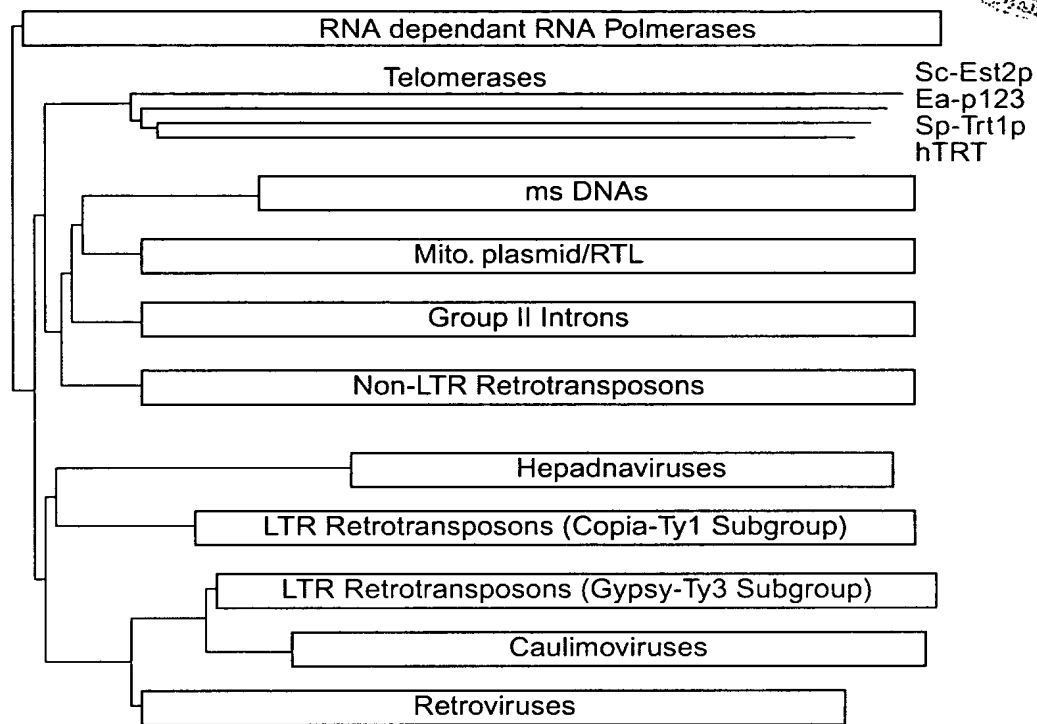 RNA dependant RNA Polmerases
Telomerases
Sc-Est2p
Ea-p123
Sp-Trt1p
hTRT
ms DNAs
Mito. plasmid/RTL
Group II Introns
Non-LTR Retrotransposons
Hepadnaviruses
LTR Retrotransposons (Copia-Ty1 Subgroup)
LTR Retrotransposons (Gypsy-Ty3 Subgroup)
Caulimoviruses
Retroviruses